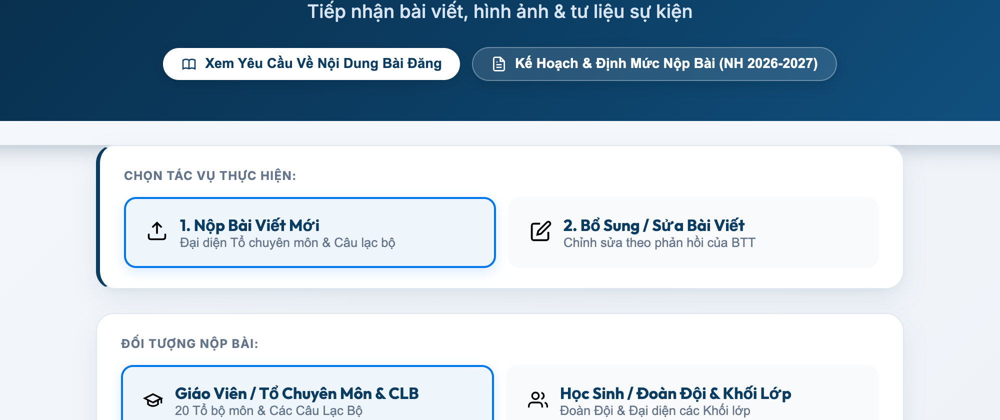 Tiếp nhận bài viết, hình ảnh & tư liệu sự kiện
Xem Yêu Cầu Về Nội Dung Bài Đăng
Kế Hoạch & Định Mức Nộp Bài (NH 2026-2027)
CHỌN TÁC VỤ THỰC HIỆN:
1. Nộp Bài Viết Mới
Đại diện Tổ chuyên môn & Câu lạc bộ
2. Bổ Sung / Sửa Bài Viết
Chỉnh sửa theo phản hồi của BTT
ĐỐI TƯỢNG NỘP BÀI:
Giáo Viên / Tổ Chuyên Môn & CLB
20 Tổ bộ môn & Các Câu Lạc Bộ
Học Sinh / Đoàn Đội & Khối Lớp
Đoàn Đội & Đại diện các Khối lớp